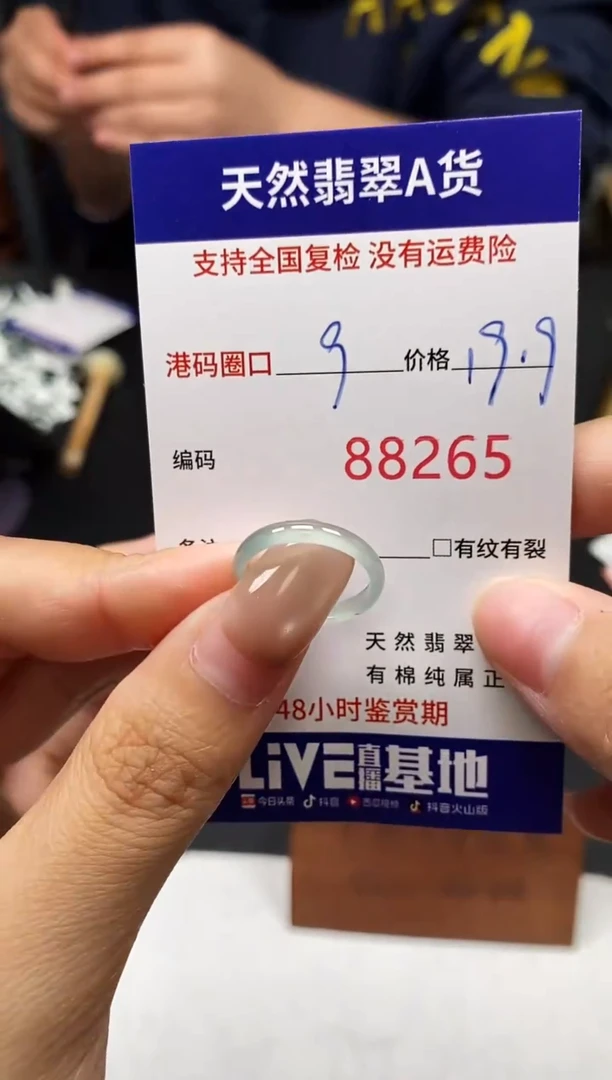 天然翡翠A货
支持全国复检 没有运费险
港码圈口 9 价格 19.9
编码 88265
□有纹有裂
天然翡翠
有棉纯属正
48小时鉴赏期
LIVE直播基地
今日头条 抖音 西瓜视频 抖音火山版